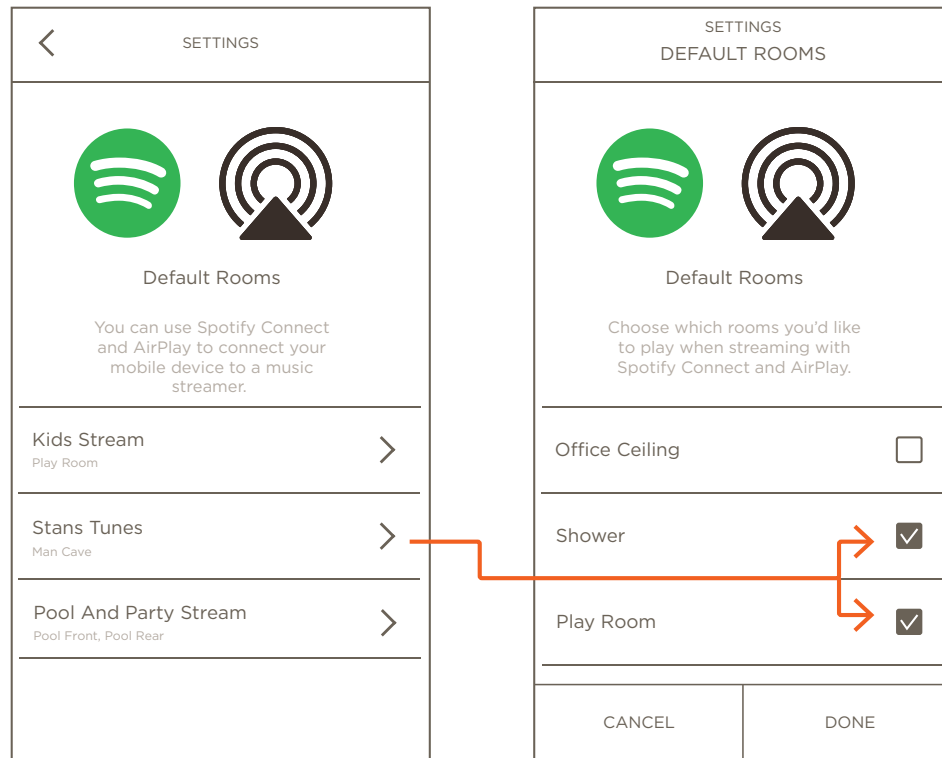 SETTINGS
Default Rooms
You can use Spotify Connect
and AirPlay to connect your
mobile device to a music
streamer.
Kids Stream
Play Room
Stans Tunes
Man Cave
Pool And Party Stream
Pool Front, Pool Rear
SETTINGS
DEFAULT ROOMS
Default Rooms
Choose which rooms you’d like
to play when streaming with
Spotify Connect and AirPlay.
Office Ceiling
Shower
Play Room
CANCEL
DONE